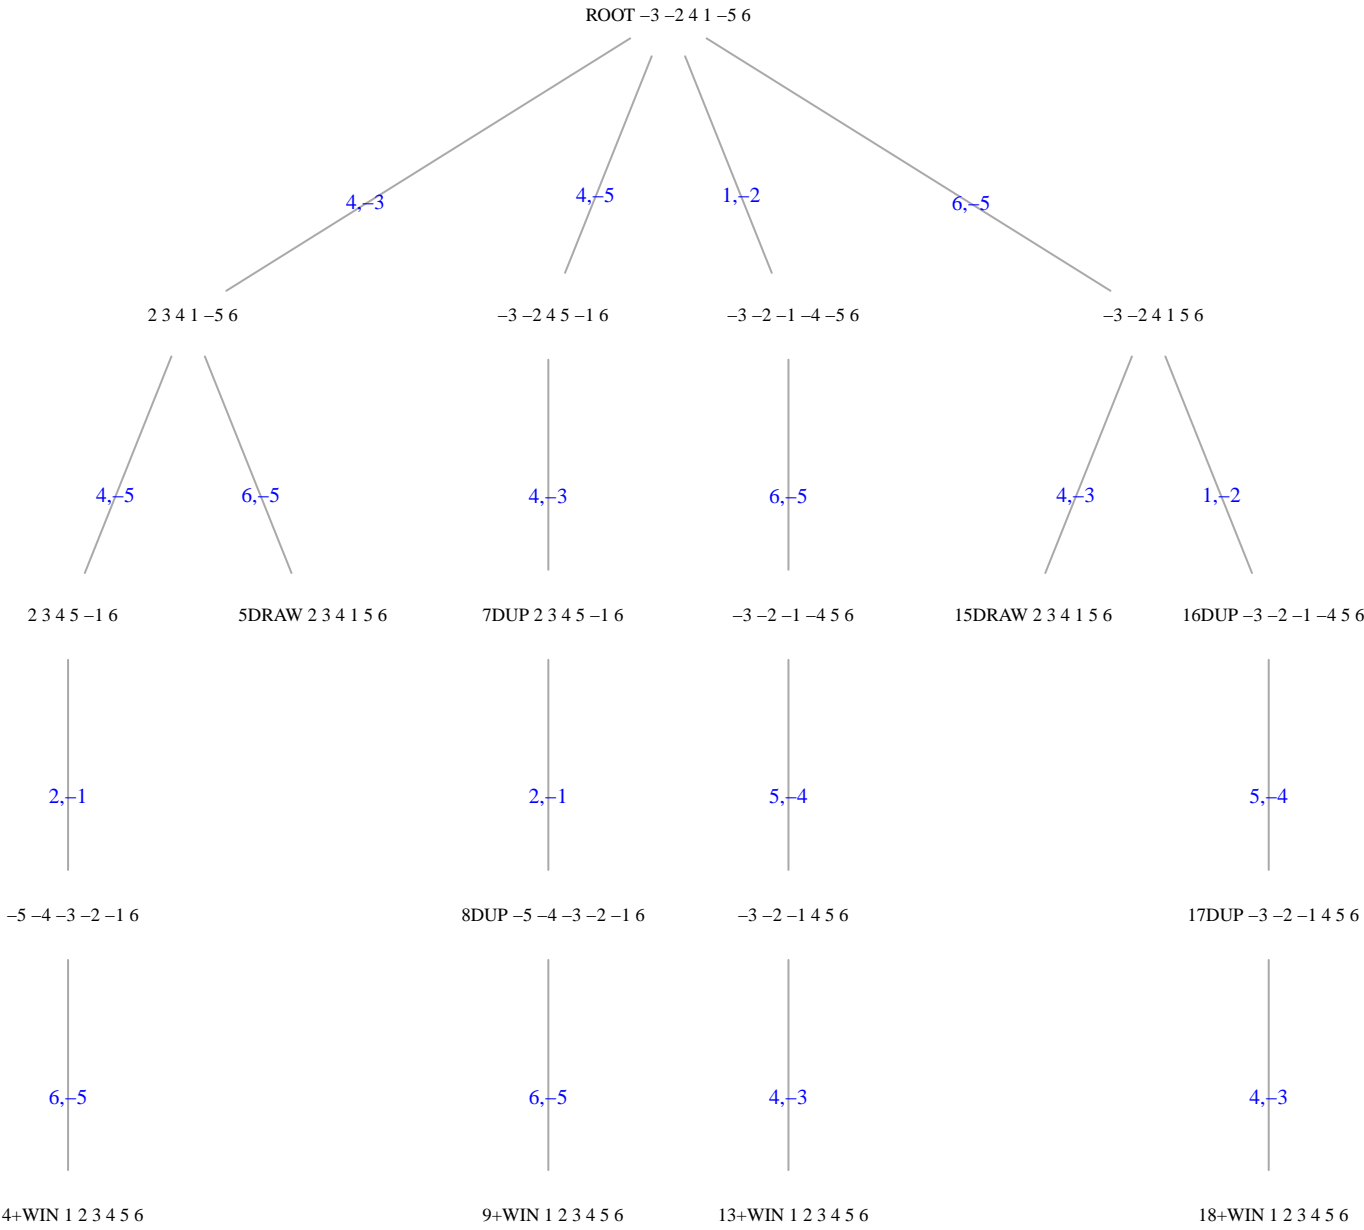 ROOT –3 –2 4 1 –5 6
4,–3
4,–5
1,–2
6,–5
2 3 4 1 –5 6
–3 –2 4 5 –1 6
–3 –2 –1 –4 –5 6
–3 –2 4 1 5 6
4,–5
6,–5
4,–3
6,–5
4,–3
1,–2
2 3 4 5 –1 6
5DRAW 2 3 4 1 5 6
7DUP 2 3 4 5 –1 6
–3 –2 –1 –4 5 6
15DRAW 2 3 4 1 5 6
16DUP –3 –2 –1 –4 5 6
2,–1
2,–1
5,–4
5,–4
–5 –4 –3 –2 –1 6
8DUP –5 –4 –3 –2 –1 6
–3 –2 –1 4 5 6
17DUP –3 –2 –1 4 5 6
6,–5
6,–5
4,–3
4,–3
4+WIN 1 2 3 4 5 6
9+WIN 1 2 3 4 5 6
13+WIN 1 2 3 4 5 6
18+WIN 1 2 3 4 5 6